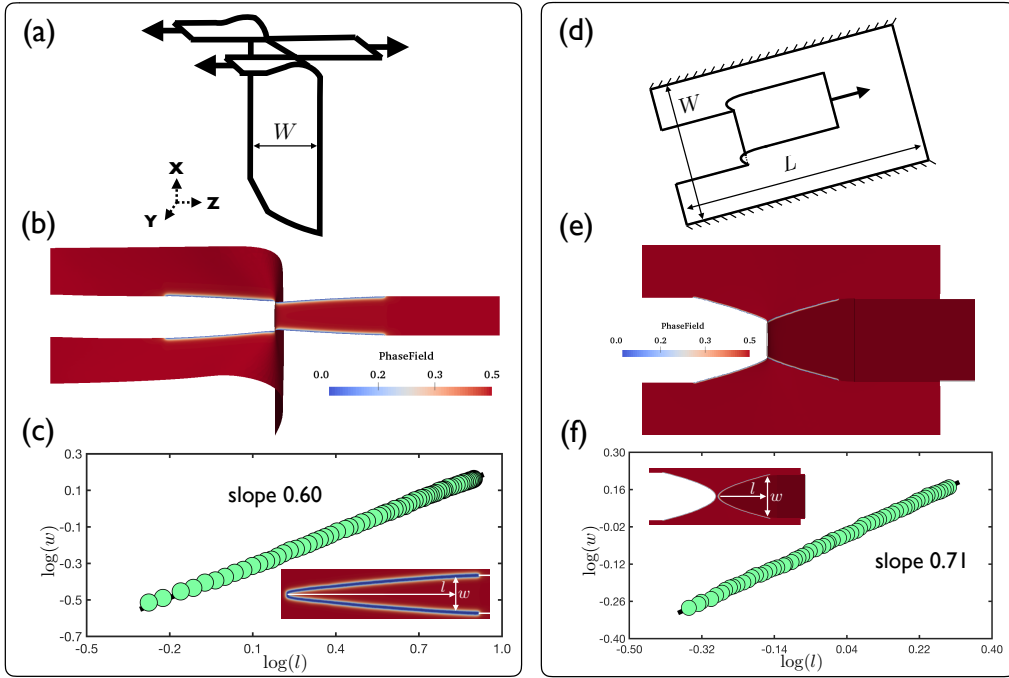 (a)
W
X
Y
Z
(b)
PhaseField
0.0 0.2 0.3 0.5
(c)
0.3
0.1
-0.1
-0.3
-0.5
-0.7
log(w)
slope 0.60
l
w
-0.5 -0.2 0.1 0.4 0.7 1.0
log(l)
(d)
W
L
(e)
PhaseField
0.0 0.2 0.3 0.5
(f)
0.30
0.16
-0.02
-0.12
-0.26
-0.40
log(w)
l
w
slope 0.71
-0.50 -0.32 -0.14 0.04 0.22 0.40
log(l)